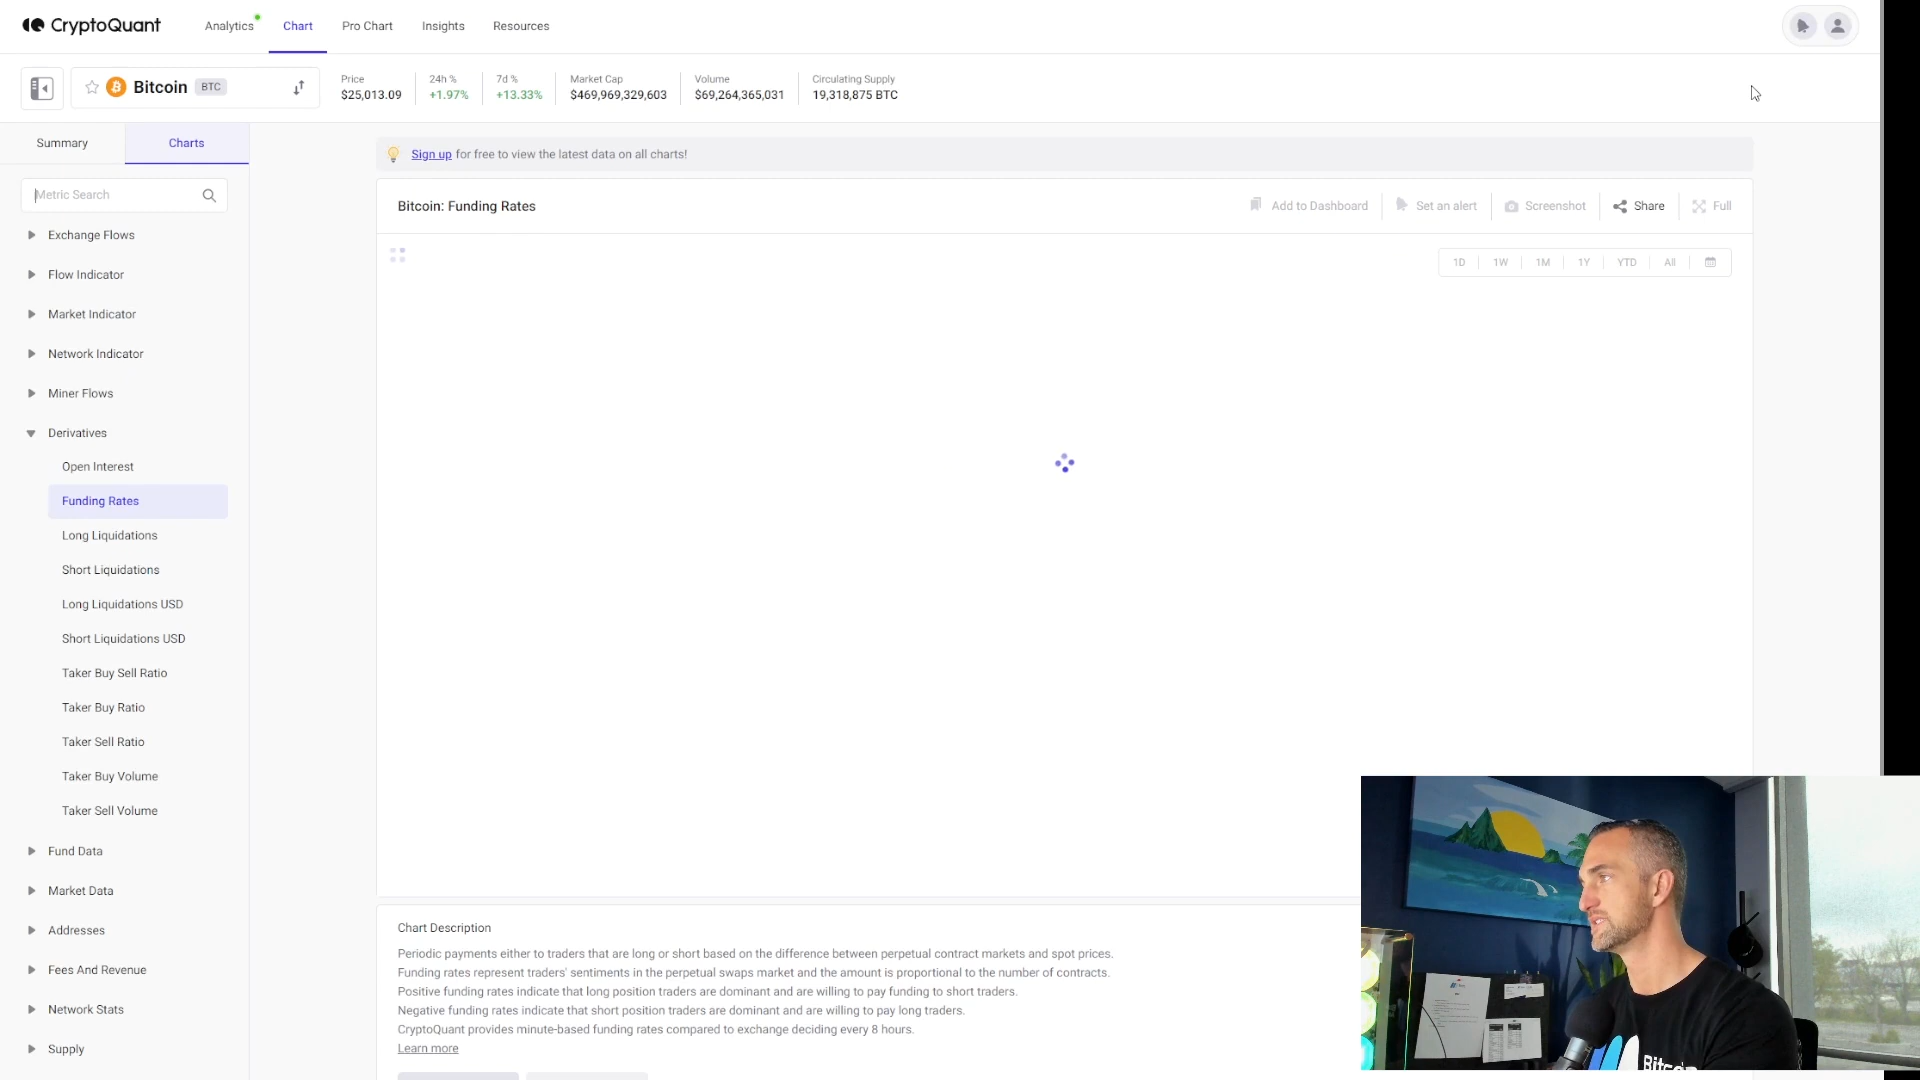 CryptoQuant
Analytics
Chart
Pro Chart
Insights
Resources
Bitcoin BTC
Price
$25,013.09
24h %
+1.97%
7d %
+13.33%
Market Cap
$469,969,329,603
Volume
$69,264,365,031
Circulating Supply
19,318,875 BTC
Summary
Charts
Metric Search
Exchange Flows
Flow Indicator
Market Indicator
Network Indicator
Miner Flows
Derivatives
Open Interest
Funding Rates
Long Liquidations
Short Liquidations
Long Liquidations USD
Short Liquidations USD
Taker Buy Sell Ratio
Taker Buy Ratio
Taker Sell Ratio
Taker Buy Volume
Taker Sell Volume
Fund Data
Market Data
Addresses
Fees And Revenue
Network Stats
Supply
Sign up for free to view the latest data on all charts!
Bitcoin: Funding Rates
Add to Dashboard
Set an alert
Screenshot
Share
Full
1D
1W
1M
1Y
YTD
All
Chart Description
Periodic payments either to traders that are long or short based on the difference between perpetual contract markets and spot prices.
Funding rates represent traders' sentiments in the perpetual swaps market and the amount is proportional to the number of contracts.
Positive funding rates indicate that long position traders are dominant and are willing to pay funding to short traders.
Negative funding rates indicate that short position traders are dominant and are willing to pay long traders.
CryptoQuant provides minute-based funding rates compared to exchange deciding every 8 hours.
Learn more